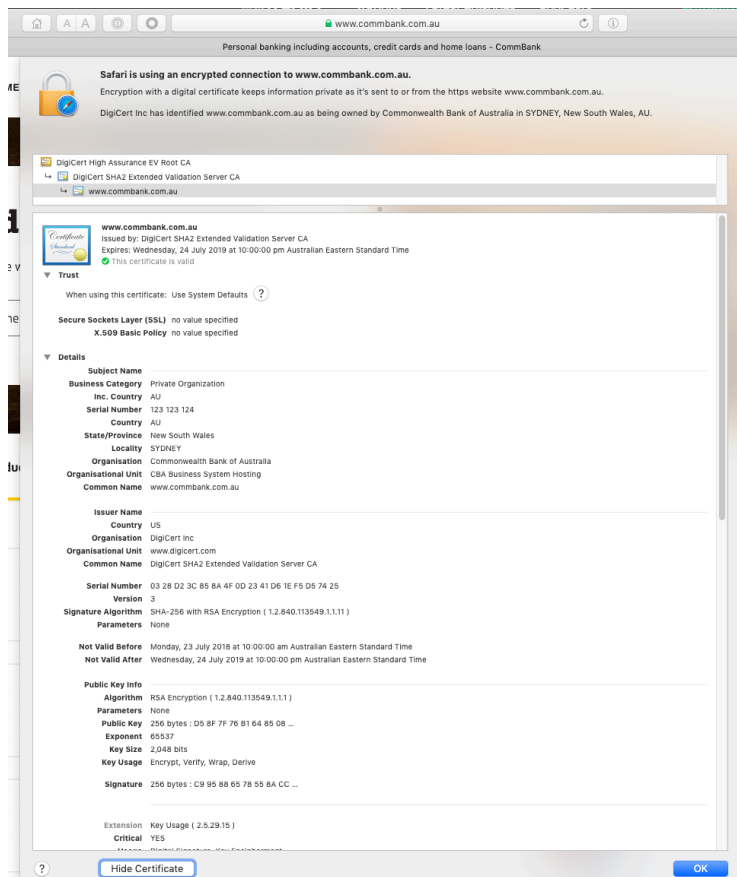 A A
www.commbank.com.au
Personal banking including accounts, credit cards and home loans - CommBank
Safari is using an encrypted connection to www.commbank.com.au.
Encryption with a digital certificate keeps information private as it's sent to or from the https website www.commbank.com.au.
DigiCert Inc has identified www.commbank.com.au as being owned by Commonwealth Bank of Australia in SYDNEY, New South Wales, AU.
DigiCert High Assurance EV Root CA
DigiCert SHA2 Extended Validation Server CA
www.commbank.com.au
Certificate
Standard
www.commbank.com.au
Issued by: DigiCert SHA2 Extended Validation Server CA
Expires: Wednesday, 24 July 2019 at 10:00:00 pm Australian Eastern Standard Time
This certificate is valid
Trust
When using this certificate: Use System Defaults ?
Secure Sockets Layer (SSL) no value specified
X.509 Basic Policy no value specified
Details
Subject Name
Business Category Private Organization
Inc. Country AU
Serial Number 123 123 124
Country AU
State/Province New South Wales
Locality SYDNEY
Organisation Commonwealth Bank of Australia
Organisational Unit CBA Business System Hosting
Common Name www.commbank.com.au
Issuer Name
Country US
Organisation DigiCert Inc
Organisational Unit www.digicert.com
Common Name DigiCert SHA2 Extended Validation Server CA
Serial Number 03 28 D2 3C 85 8A 4F 0D 23 41 D6 1E F5 D5 74 25
Version 3
Signature Algorithm SHA-256 with RSA Encryption ( 1.2.840.113549.1.1.11 )
Parameters None
Not Valid Before Monday, 23 July 2018 at 10:00:00 am Australian Eastern Standard Time
Not Valid After Wednesday, 24 July 2019 at 10:00:00 pm Australian Eastern Standard Time
Public Key Info
Algorithm RSA Encryption ( 1.2.840.113549.1.1.1 )
Parameters None
Public Key 256 bytes : D5 8F 7F 76 B1 64 85 08 ...
Exponent 65537
Key Size 2,048 bits
Key Usage Encrypt, Verify, Wrap, Derive
Signature 256 bytes : C9 95 88 65 78 55 8A CC ...
Extension Key Usage ( 2.5.29.15 )
Critical YES
? Hide Certificate OK